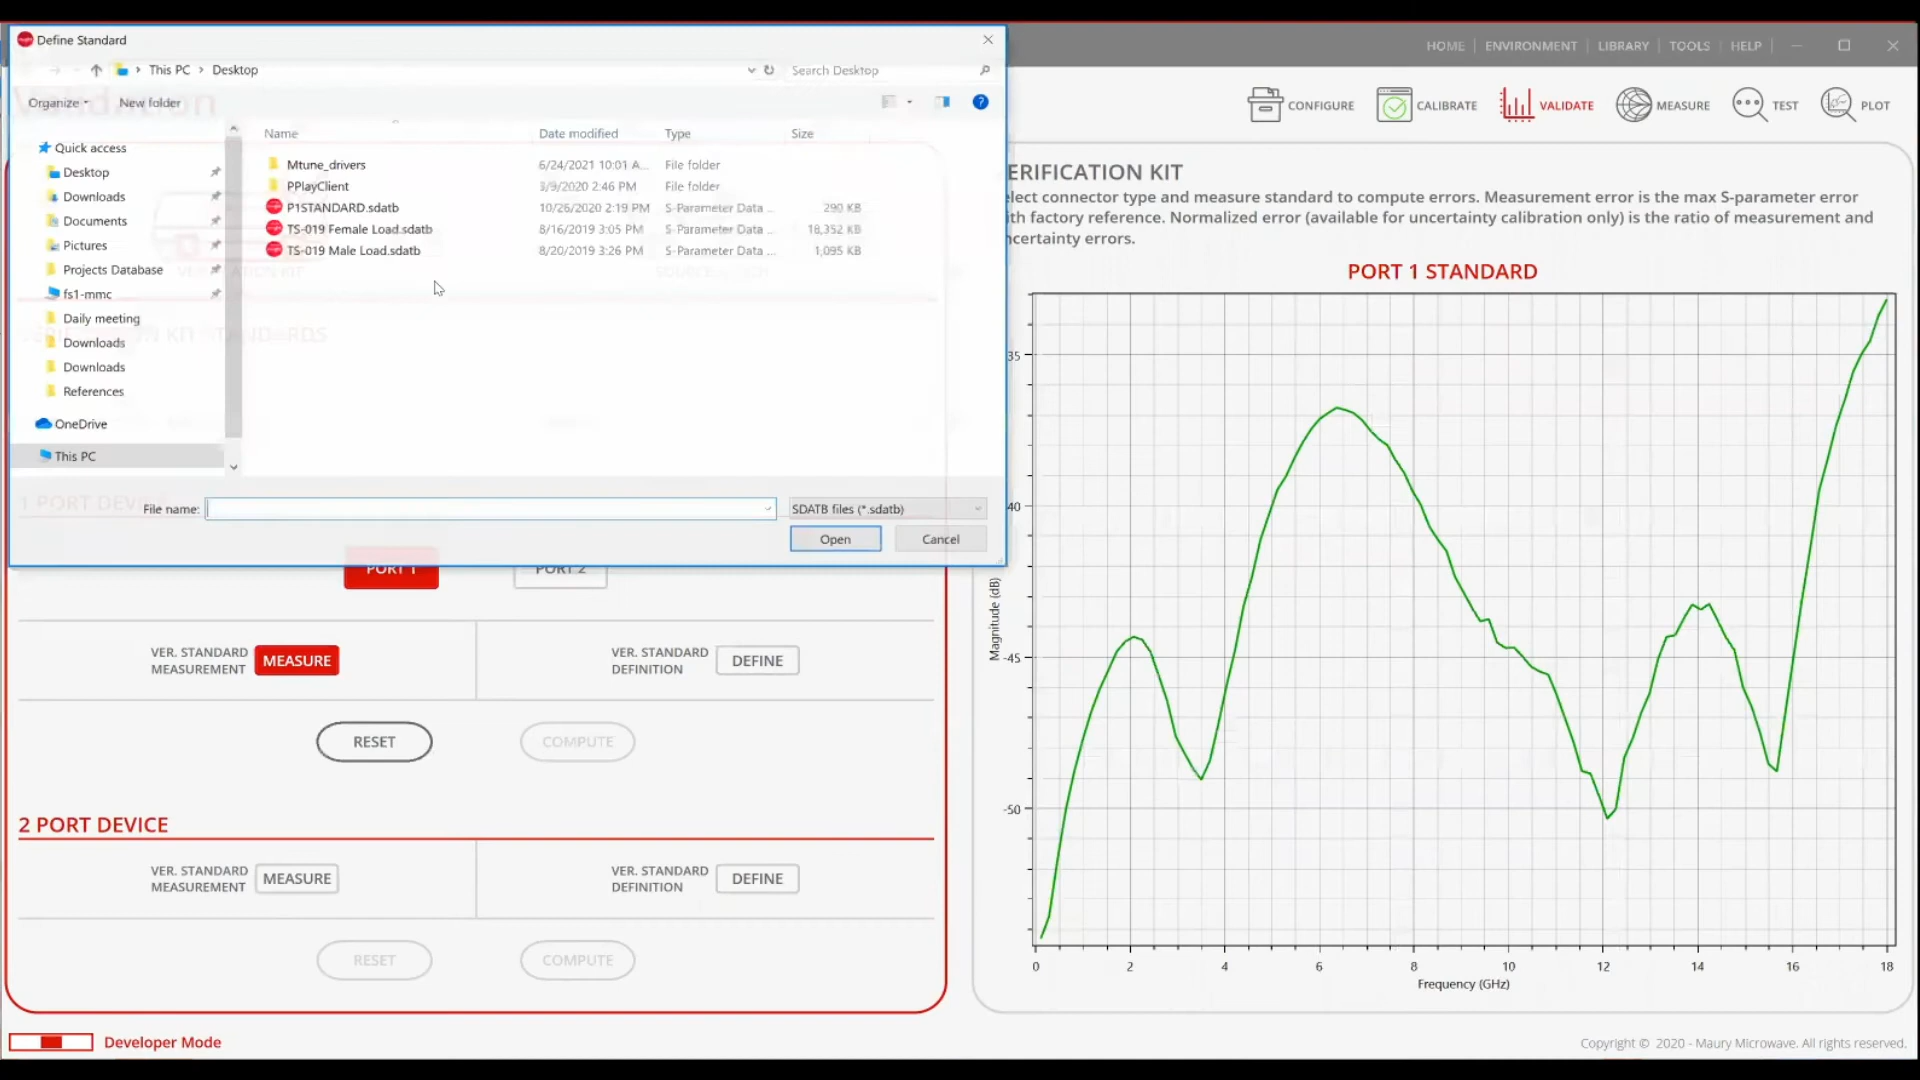 Define Standard
This PC > Desktop
Search Desktop
Organize
New folder
Validation
Name
Date modified
Type
Size
Quick access
Desktop
Downloads
Documents
Pictures
Projects Database
fs1-mmc
Daily meeting
Downloads
Downloads
References
OneDrive
This PC
Mtune_drivers 6/24/2021 10:01 A... File folder
PPlayClient 3/9/2020 2:46 PM File folder
P1STANDARD.sdatb 10/26/2020 2:19 PM S-Parameter Data ... 290 KB
TS-019 Female Load.sdatb 8/16/2019 3:05 PM S-Parameter Data ... 18,352 KB
TS-019 Male Load.sdatb 8/20/2019 3:26 PM S-Parameter Data ... 1,095 KB
File name:
SDATB files (*.sdatb)
Open
Cancel
1 PORT DEVICE
PORT 1
PORT 2
VER. STANDARD
MEASUREMENT
MEASURE
VER. STANDARD
DEFINITION
DEFINE
RESET
COMPUTE
2 PORT DEVICE
VER. STANDARD
MEASUREMENT
MEASURE
VER. STANDARD
DEFINITION
DEFINE
RESET
COMPUTE
Developer Mode
HOME
ENVIRONMENT
LIBRARY
TOOLS
HELP
CONFIGURE
CALIBRATE
VALIDATE
MEASURE
TEST
PLOT
ERIFICATION KIT
elect connector type and measure standard to compute errors. Measurement error is the max S-parameter error
ith factory reference. Normalized error (available for uncertainty calibration only) is the ratio of measurement and
ncertainty errors.
PORT 1 STANDARD
35
40
-45
-50
Magnitude (dB)
0 2 4 6 8 10 12 14 16 18
Frequency (GHz)
Copyright © 2020 - Maury Microwave. All rights reserved.